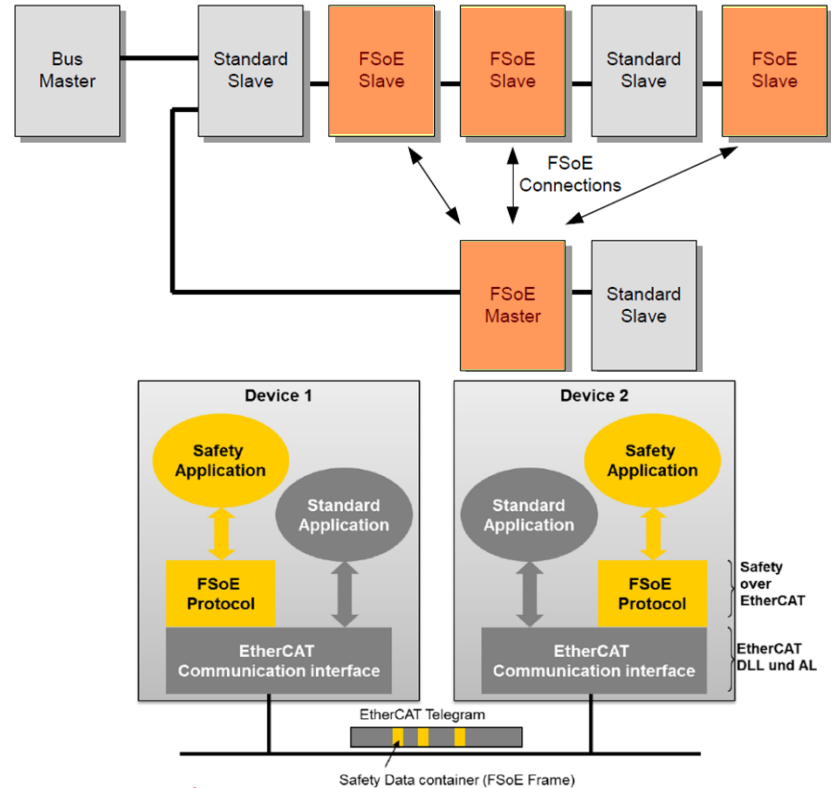 Bus
Master
Standard
Slave
FSoE
Slave
FSoE
Slave
Standard
Slave
FSoE
Slave
FSoE
Connections
FSoE
Master
Standard
Slave
Device 1
Safety
Application
Standard
Application
FSoE
Protocol
EtherCAT
Communication interface
Device 2
Safety
Application
Standard
Application
FSoE
Protocol
EtherCAT
Communication interface
Safety
over
EtherCAT
EtherCAT
DLL und AL
EtherCAT Telegram
Safety Data container (FSoE Frame)